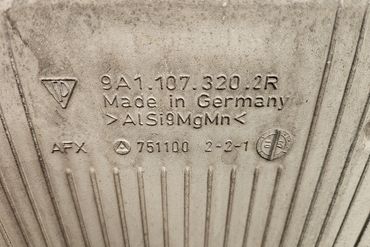 9A1.107.320.2R
Made in Germany
>AlSi9MgMn<
AFX 751100 2-2-1